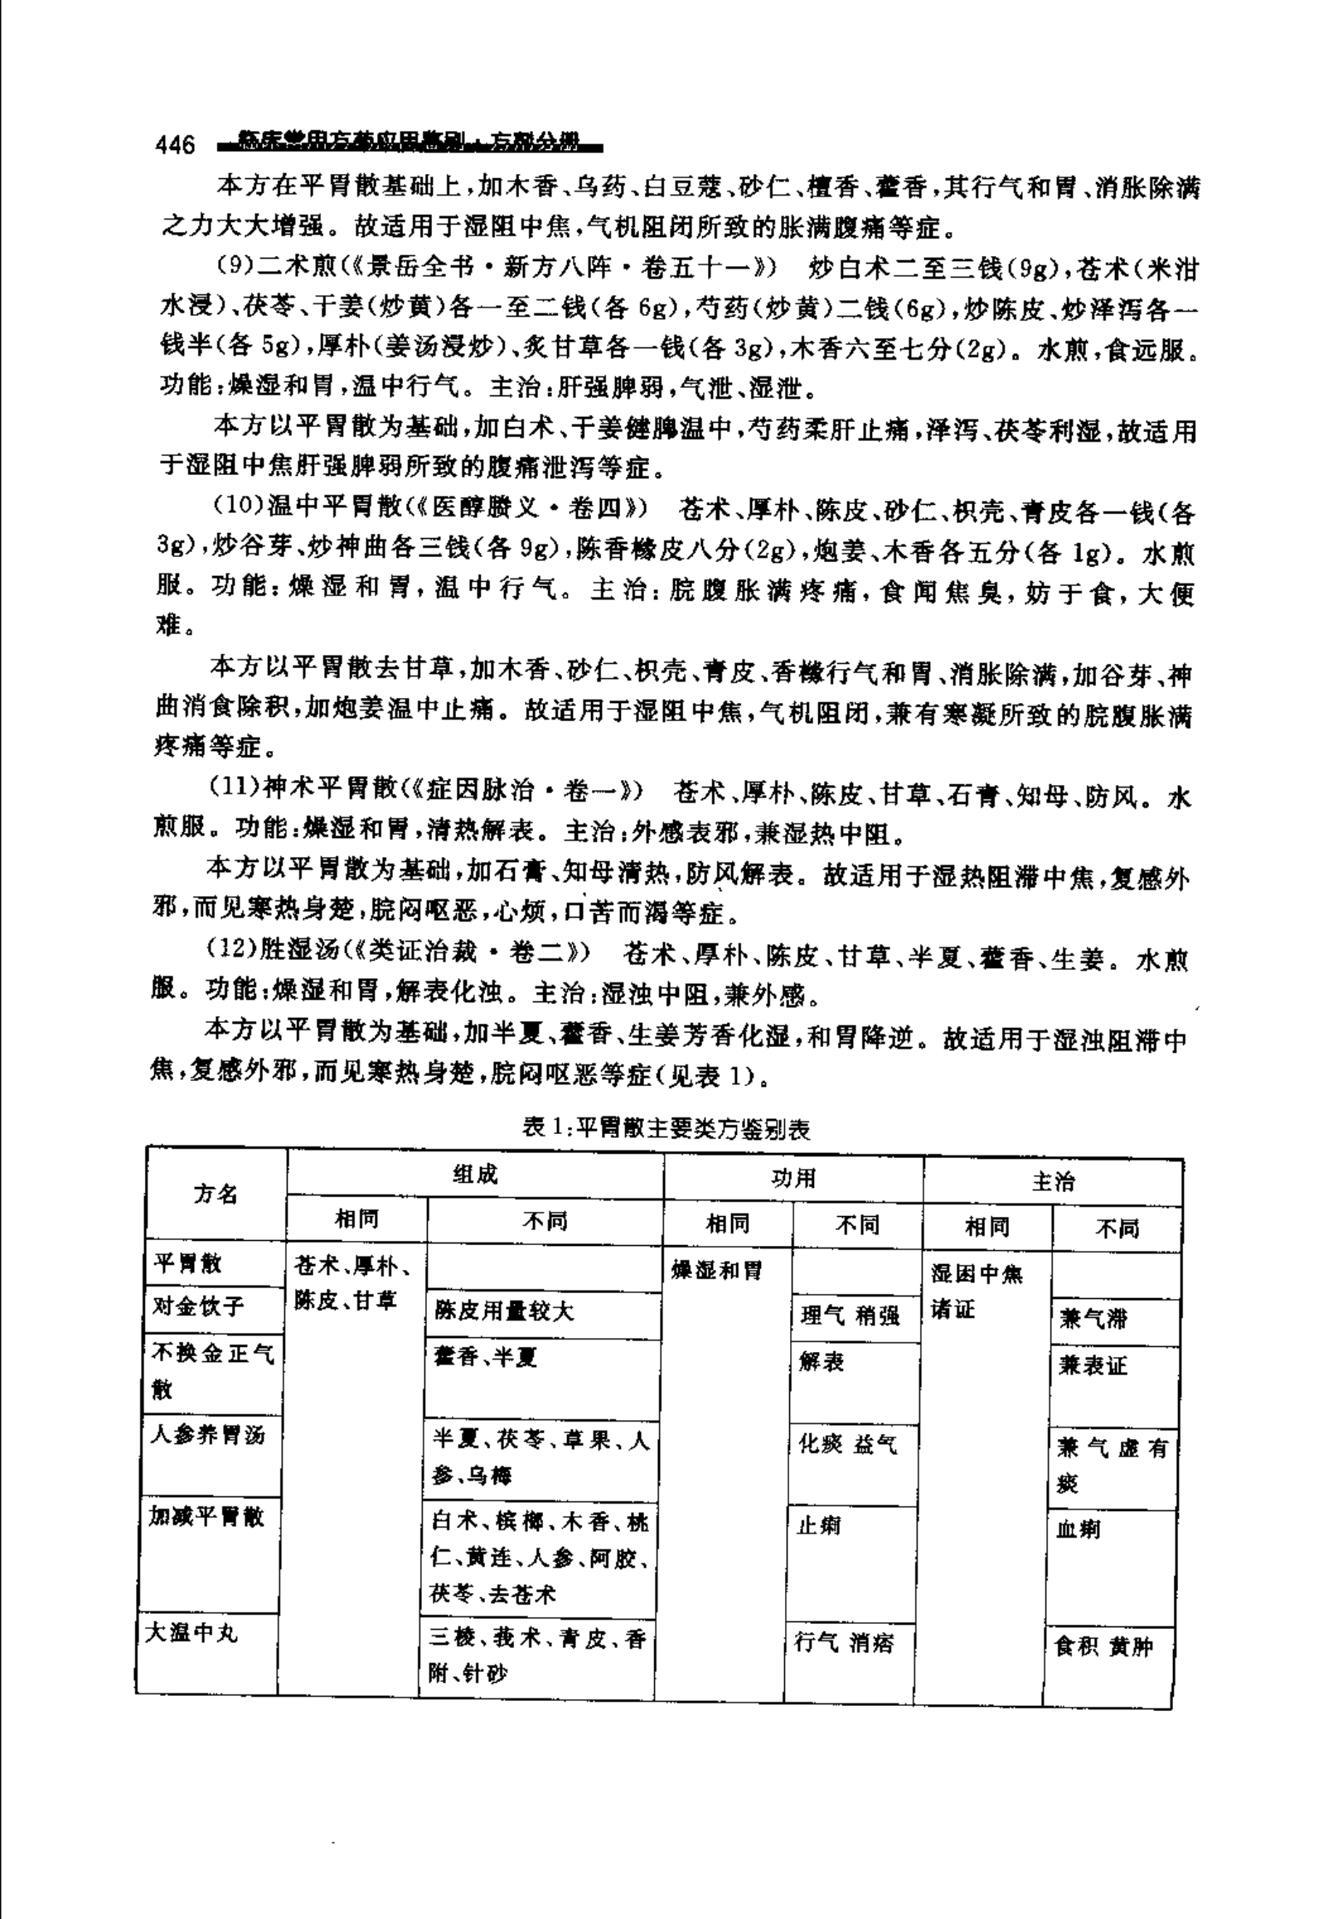 446 临床常用方药应用鉴别·方剂分册
本方在平胃散基础上,加木香、乌药、白豆蔻、砂仁、檀香、藿香,其行气和胃、消胀除满
之力大大增强。故适用于湿阻中焦,气机阻闭所致的胀满腹痛等症。
(9)二术煎(《景岳全书·新方八阵·卷五十一》) 炒白术二至三钱(9g),苍术(米泔
水浸)、茯苓、干姜(炒黄)各一至二钱(各 6g),芍药(炒黄)二钱(6g),炒陈皮、炒泽泻各一
钱半(各 5g),厚朴(姜汤浸炒)、炙甘草各一钱(各 3g),木香六至七分(2g)。水煎,食远服。
功能:燥湿和胃,温中行气。主治:肝强脾弱,气泄、湿泄。
本方以平胃散为基础,加白术、干姜健脾温中,芍药柔肝止痛,泽泻、茯苓利湿,故适用
于湿阻中焦肝强脾弱所致的腹痛泄泻等症。
(10)温中平胃散(《医醇賸义·卷四》) 苍术、厚朴、陈皮、砂仁、枳壳、青皮各一钱(各
3g),炒谷芽、炒神曲各三钱(各 9g),陈香橼皮八分(2g),炮姜、木香各五分(各 1g)。水煎
服。功能:燥湿和胃,温中行气。主治:脘腹胀满疼痛,食闻焦臭,妨于食,大便
难。
本方以平胃散去甘草,加木香、砂仁、枳壳、青皮、香橼行气和胃、消胀除满,加谷芽、神
曲消食除积,加炮姜温中止痛。故适用于湿阻中焦,气机阻闭,兼有寒凝所致的脘腹胀满
疼痛等症。
(11)神术平胃散(《症因脉治·卷一》) 苍术、厚朴、陈皮、甘草、石膏、知母、防风。水
煎服。功能:燥湿和胃,清热解表。主治:外感表邪,兼湿热中阻。
本方以平胃散为基础,加石膏、知母清热,防风解表。故适用于湿热阻滞中焦,复感外
邪,而见寒热身楚,脘闷呕恶,心烦,口苦而渴等症。
(12)胜湿汤(《类证治裁·卷二》) 苍术、厚朴、陈皮、甘草、半夏、藿香、生姜。水煎
服。功能:燥湿和胃,解表化浊。主治:湿浊中阻,兼外感。
本方以平胃散为基础,加半夏、藿香、生姜芳香化湿,和胃降逆。故适用于湿浊阻滞中
焦,复感外邪,而见寒热身楚,脘闷呕恶等症(见表 1)。
表 1:平胃散主要类方鉴别表
方名 组成 功用 主治
相同 不同 相同 不同 相同 不同
平胃散 苍术、厚朴、 燥湿和胃 湿困中焦
对金饮子 陈皮、甘草 陈皮用量较大 理气 稍强 诸证 兼气滞
不换金正气 藿香、半夏 解表 兼表证
散
人参养胃汤 半夏、茯苓、草果、人 化痰 益气 兼气虚有
参、乌梅 痰
加减平胃散 白术、槟榔、木香、桃 止痢 血痢
仁、黄连、人参、阿胶、
茯苓、去苍术
大温中丸 三棱、莪术、青皮、香 行气 消痞 食积 黄肿
附、针砂